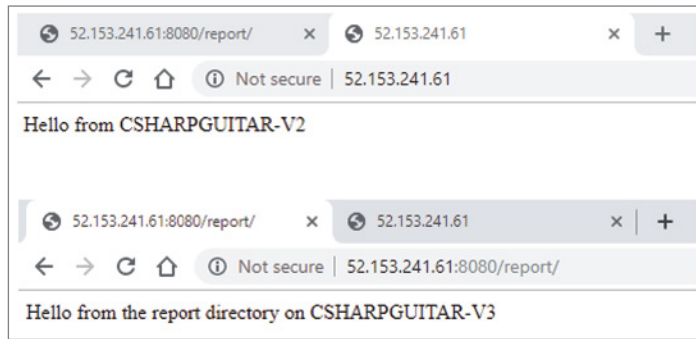 52.153.241.61:8080/report/ 52.153.241.61
Not secure 52.153.241.61
Hello from CSHARPGUITAR-V2
52.153.241.61:8080/report/ 52.153.241.61
Not secure 52.153.241.61:8080/report/
Hello from the report directory on CSHARPGUITAR-V3